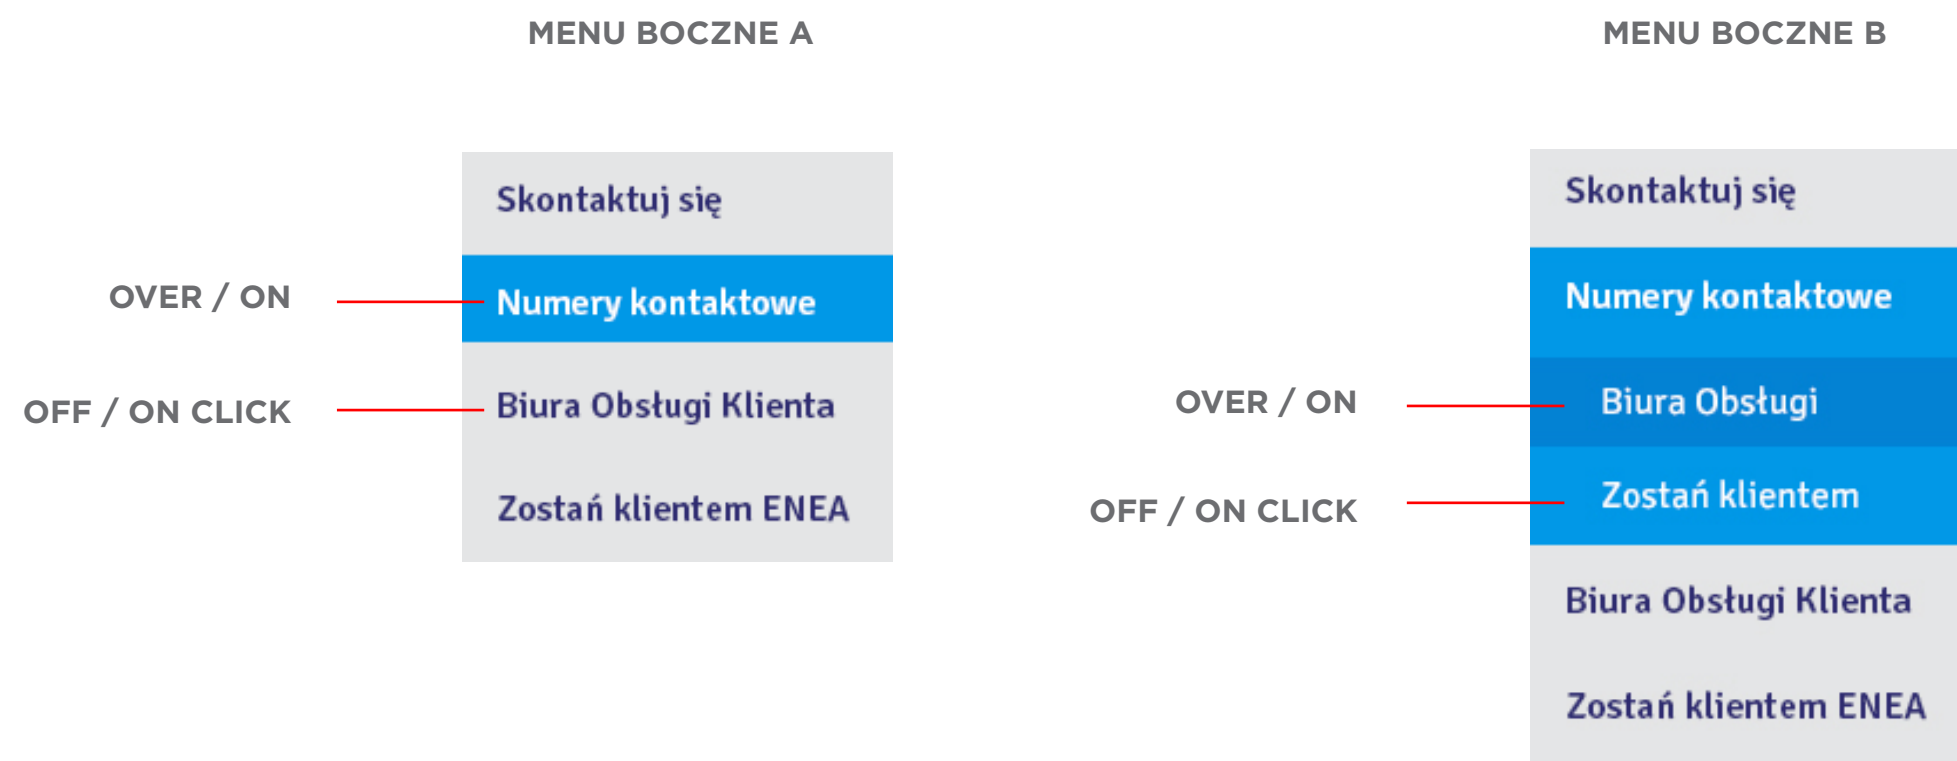 MENU BOCZNE A
Skontaktuj się
OVER / ON
Numery kontaktowe
OFF / ON CLICK
Biura Obsługi Klienta
Zostań klientem ENEA
MENU BOCZNE B
Skontaktuj się
Numery kontaktowe
OVER / ON
Biura Obsługi
OFF / ON CLICK
Zostań klientem
Biura Obsługi Klienta
Zostań klientem ENEA